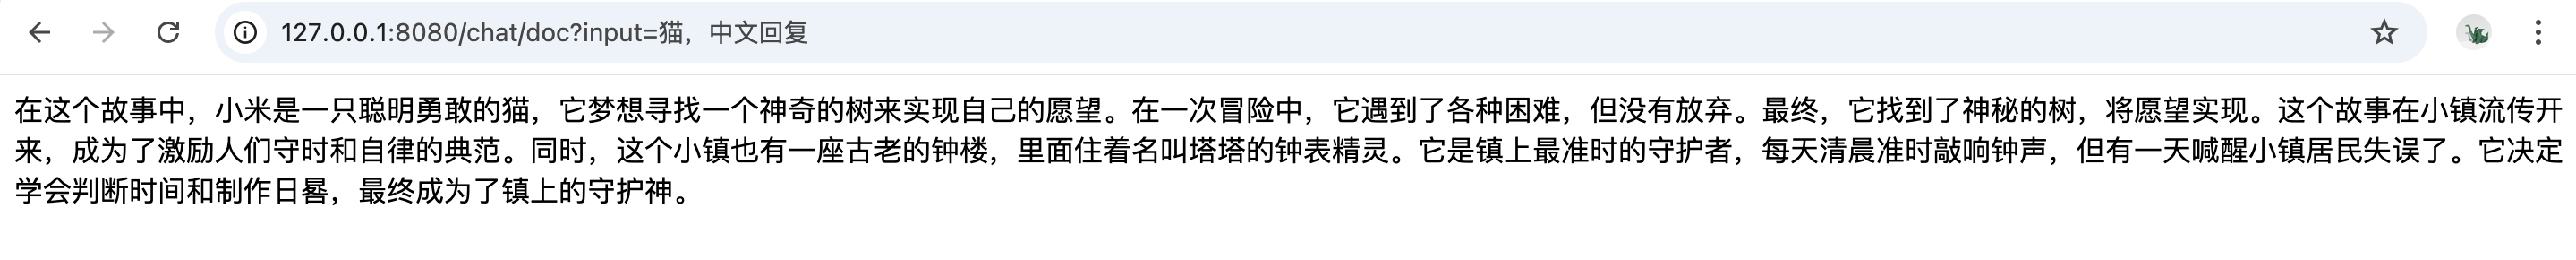 127.0.0.1:8080/chat/doc?input=猫，中文回复
在这个故事中，小米是一只聪明勇敢的猫，它梦想寻找一个神奇的树来实现自己的愿望。在一次冒险中，它遇到了各种困难，但没有放弃。最终，它找到了神秘的树，将愿望实现。这个故事在小镇流传开
来，成为了激励人们守时和自律的典范。同时，这个小镇也有一座古老的钟楼，里面住着名叫塔塔的钟表精灵。它是镇上最准时的守护者，每天清晨准时敲响钟声，但有一天喊醒小镇居民失误了。它决定
学会判断时间和制作日晷，最终成为了镇上的守护神。